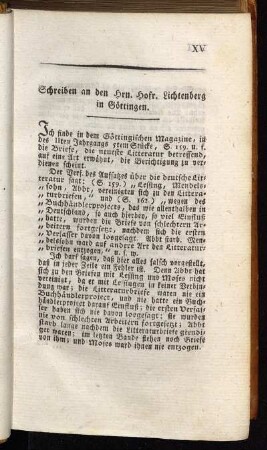 XV
Schreiben an den Hrn. Hofr. Lichtenberg
in Göttingen.
Ich finde in dem Göttingischen Magazine, in
des IIten Jahrgangs 3tem Stücke, S. 159. u. f.
die Briefe, die neueste Litteratur betreffend,
auf eine Art erwähnt, die Berichtigung zu ver-
dienen scheint.
Der Verf. des Aufsatzes über die deutsche Lit-
teratur sagt: (S. 159.) „Lessing, Mendels-
„sohn, Abbt, vereinigten sich zu den Littera-
„turbriefen,“ und (S. 162.) „wegen des
„Buchhändlerprojects, das wie allenthalben in
„Deutschland, so auch hierben, so viel Einfluß
„hatte, wurden die Briefe von schlechtern Ar-
„beitern fortgesetzt, nachdem sich die ersten
„Verfasser davon losgesagt. Abbt starb. Men-
„delssohn ward auf andere Art den Litteratur-
„briefen entzogen,“ u. s. w.
Ich darf sagen, daß hier alles falsch vorgestellt,
daß in jeder Zeile ein Fehler ist. Denn Abbt hat
sich zu den Briefen mit Lessing und Moses nicht
vereinigt, da er mit Lessingen in keiner Verbin-
dung war; die Litteraturbriefe waren nie ein
Buchhändlerproject, und nie hatte ein Buch-
händlerproject darauf Einfluß; die ersten Verfas-
ser haben sich nie davon losgesagt; sie wurden
nie von schlechten Arbeitern fortgesetzt; Abbt
starb lange nachdem die Litteraturbriefe geendi-
get waren; im letzten Bande stehen noch Briefe
von ihm; und Moses ward ihnen nie entzogen.